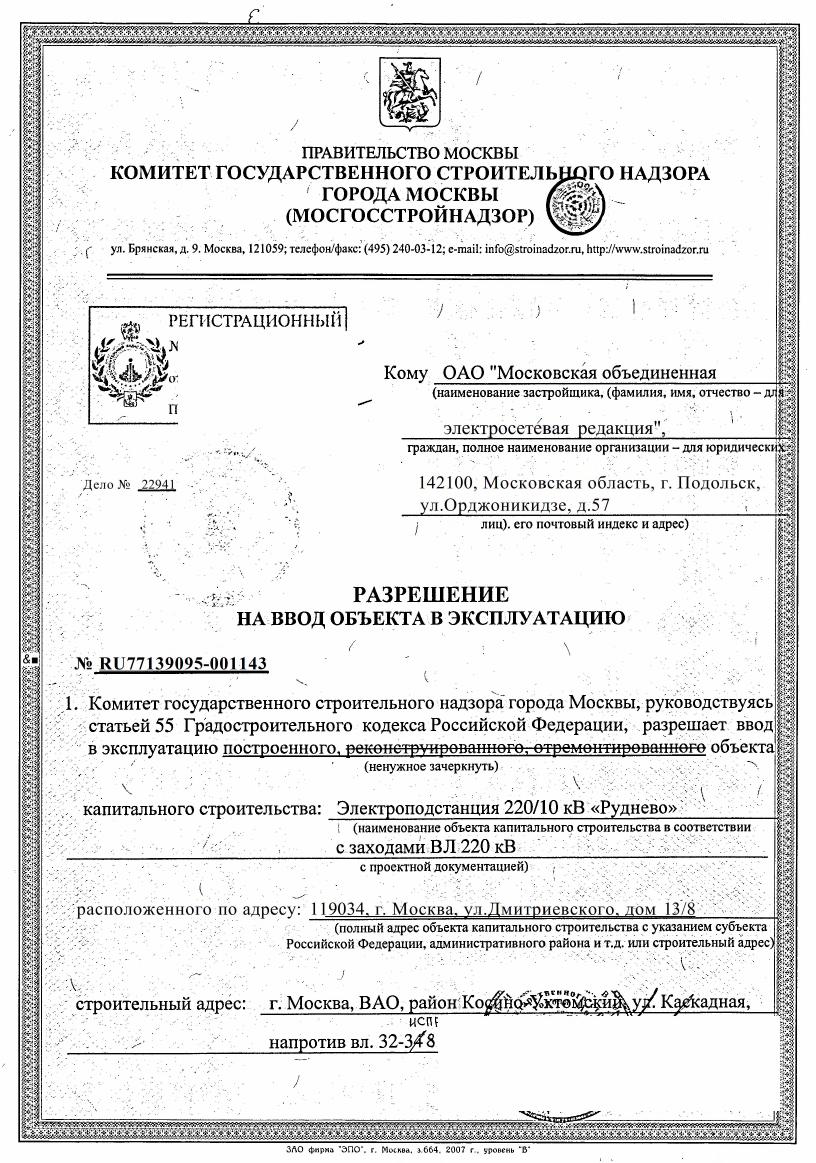 ПРАВИТЕЛЬСТВО МОСКВЫ
КОМИТЕТ ГОСУДАРСТВЕННОГО СТРОИТЕЛЬНОГО НАДЗОРА
ГОРОДА МОСКВЫ
(МОСГОССТРОЙНАДЗОР)
ул. Брянская, д. 9. Москва, 121059; телефон/факс: (495) 240-03-12; e-mail: info@stroinadzor.ru, http://www.stroinadzor.ru
РЕГИСТРАЦИОННЫЙ
Кому ОАО "Московская объединенная
(наименование застройщика, (фамилия, имя, отчество – для
электросетевая редакция",
граждан, полное наименование организации – для юридических
Дело № 22941
142100, Московская область, г. Подольск,
ул.Орджоникидзе, д.57
лиц). его почтовый индекс и адрес)
РАЗРЕШЕНИЕ
НА ВВОД ОБЪЕКТА В ЭКСПЛУАТАЦИЮ
№ RU77139095-001143
1. Комитет государственного строительного надзора города Москвы, руководствуясь
статьей 55 Градостроительного кодекса Российской Федерации, разрешает ввод
в эксплуатацию построенного, реконструированного, отремонтированного объекта
(ненужное зачеркнуть)
капитального строительства: Электроподстанция 220/10 кВ «Руднево»
(наименование объекта капитального строительства в соответствии
с заходами ВЛ 220 кВ
с проектной документацией)
расположенного по адресу: 119034, г. Москва, ул.Дмитриевского, дом 13/8
(полный адрес объекта капитального строительства с указанием субъекта
Российской Федерации, административного района и т.д. или строительный адрес)
строительный адрес: г. Москва, ВАО, район Косино-Ухтомский, ул. Каскадная,
напротив вл. 32-
ЗАО фирма "ЭПО", г. Москва, з.664, 2007 г., уровень "В"